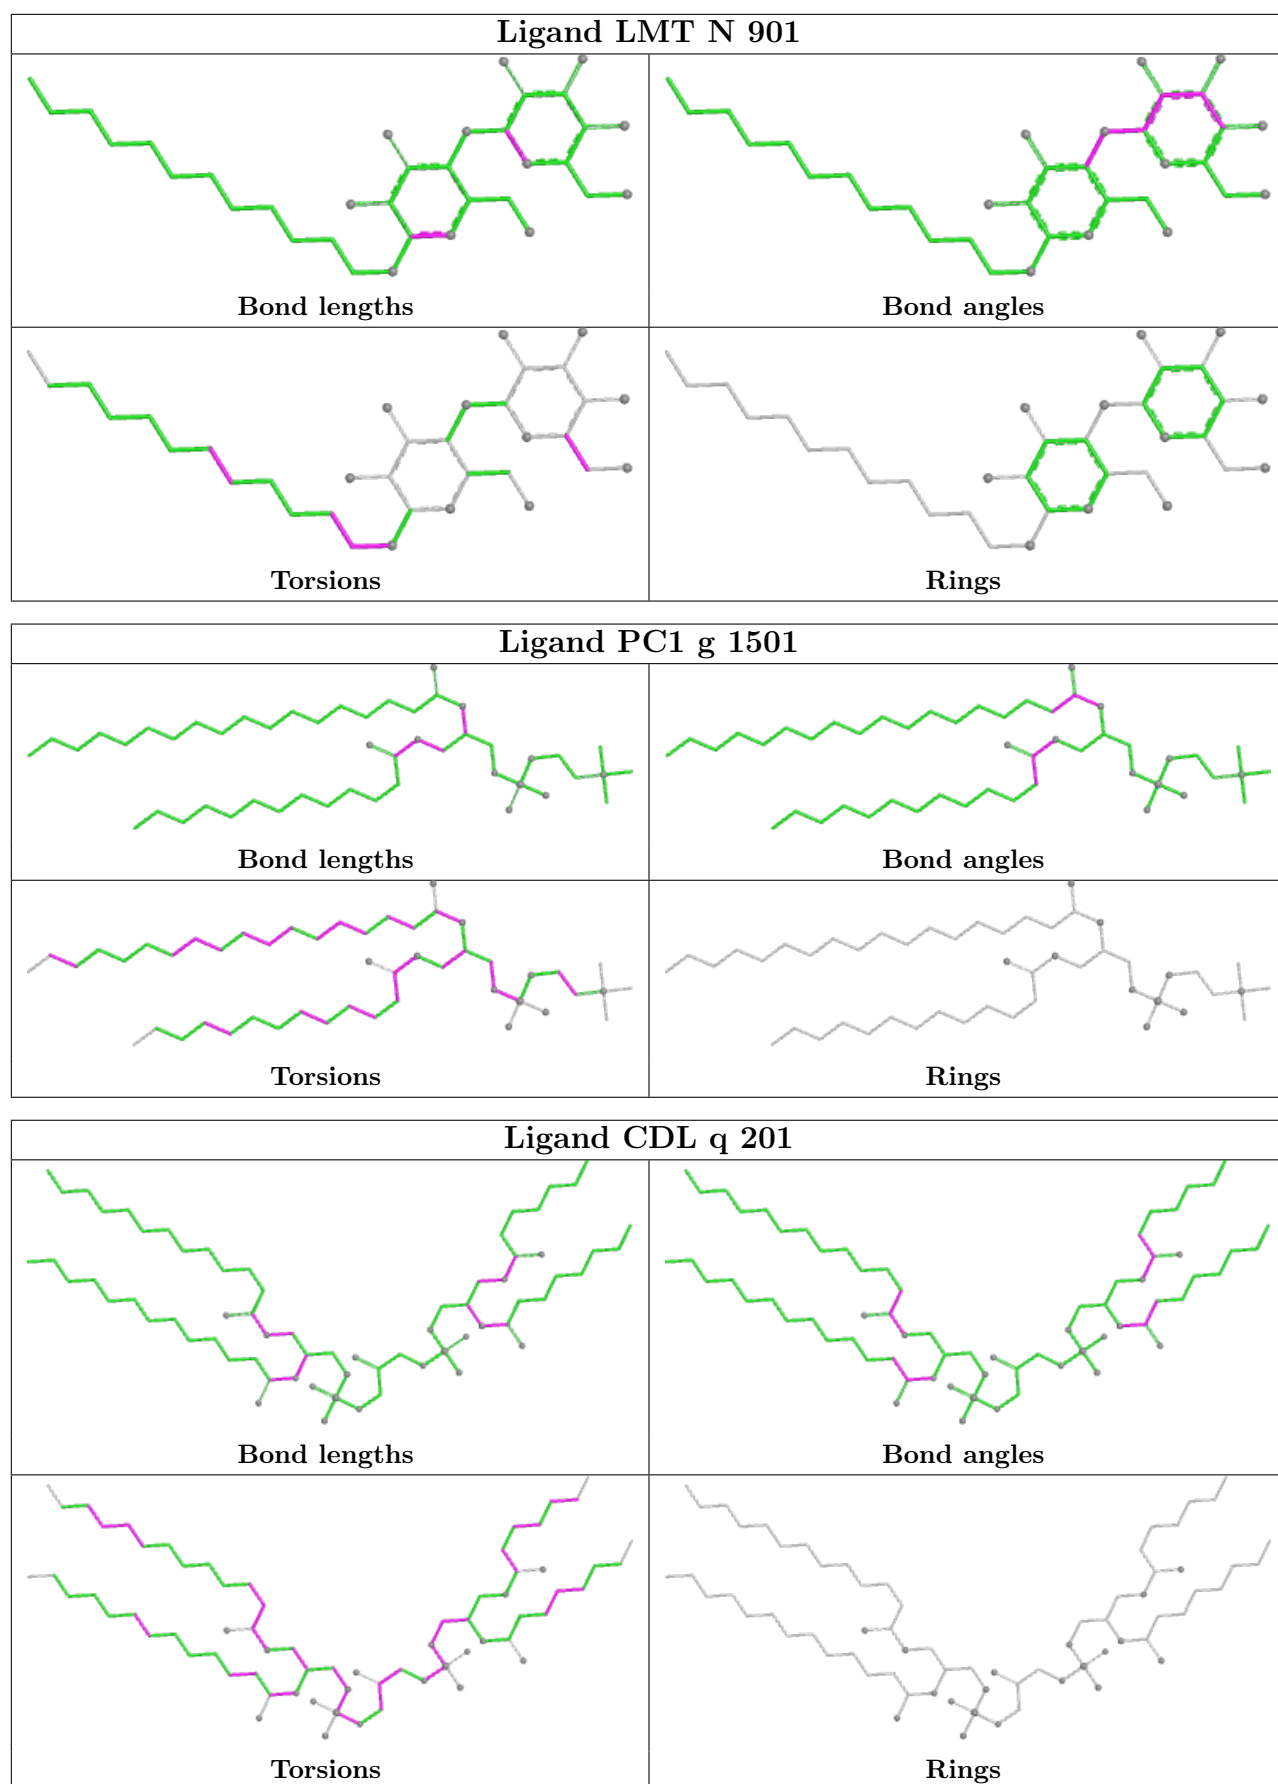 Ligand LMT N 901
Bond lengths
Bond angles
Torsions
Rings
Ligand PC1 g 1501
Bond lengths
Bond angles
Torsions
Rings
Ligand CDL q 201
Bond lengths
Bond angles
Torsions
Rings